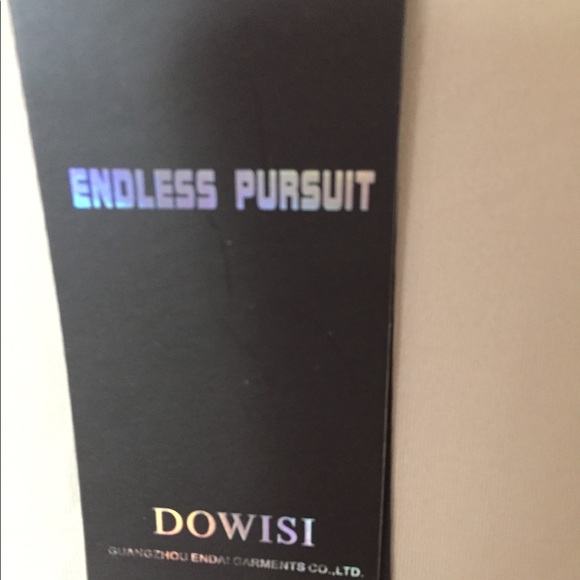 ENDLESS PURSUIT
DOWISI
GUANGZHOU ENDAI GARMENTS CO.,LTD.